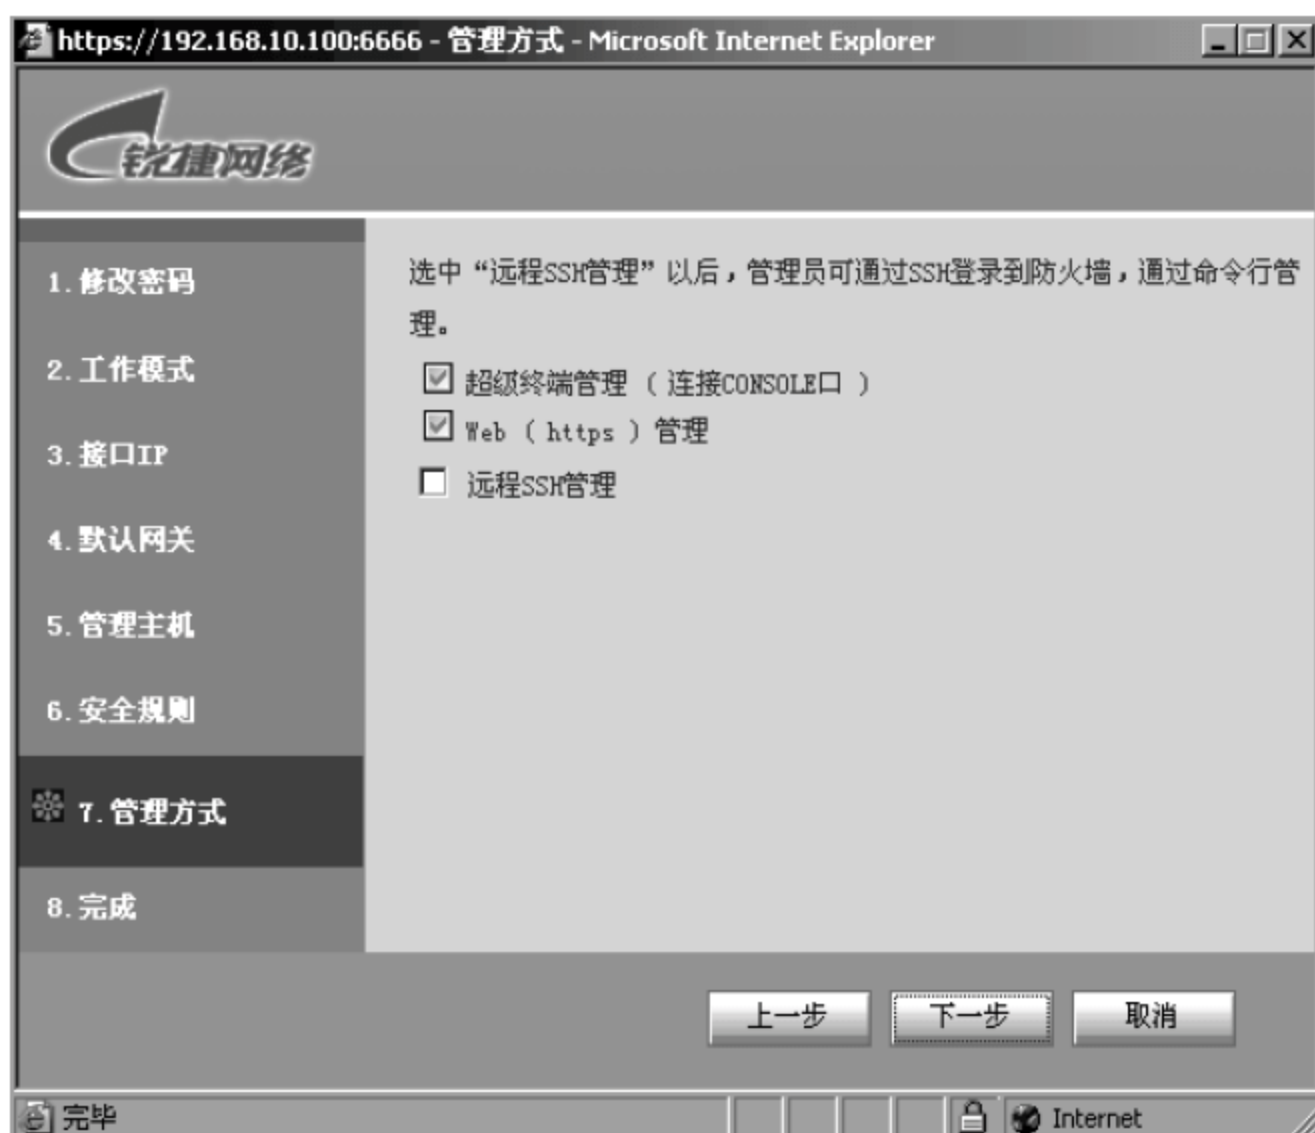 https://192.168.10.100:6666 - 管理方式 - Microsoft Internet Explorer
锐捷网络
1. 修改密码
2. 工作模式
3. 接口IP
4. 默认网关
5. 管理主机
6. 安全规则
7. 管理方式
8. 完成
选中“远程SSH管理”以后，管理员可通过SSH登录到防火墙，通过命令行管
理。
超级终端管理 （ 连接CONSOLE口 ）
Web （ https ）管理
远程SSH管理
上一步 下一步 取消
完毕 Internet